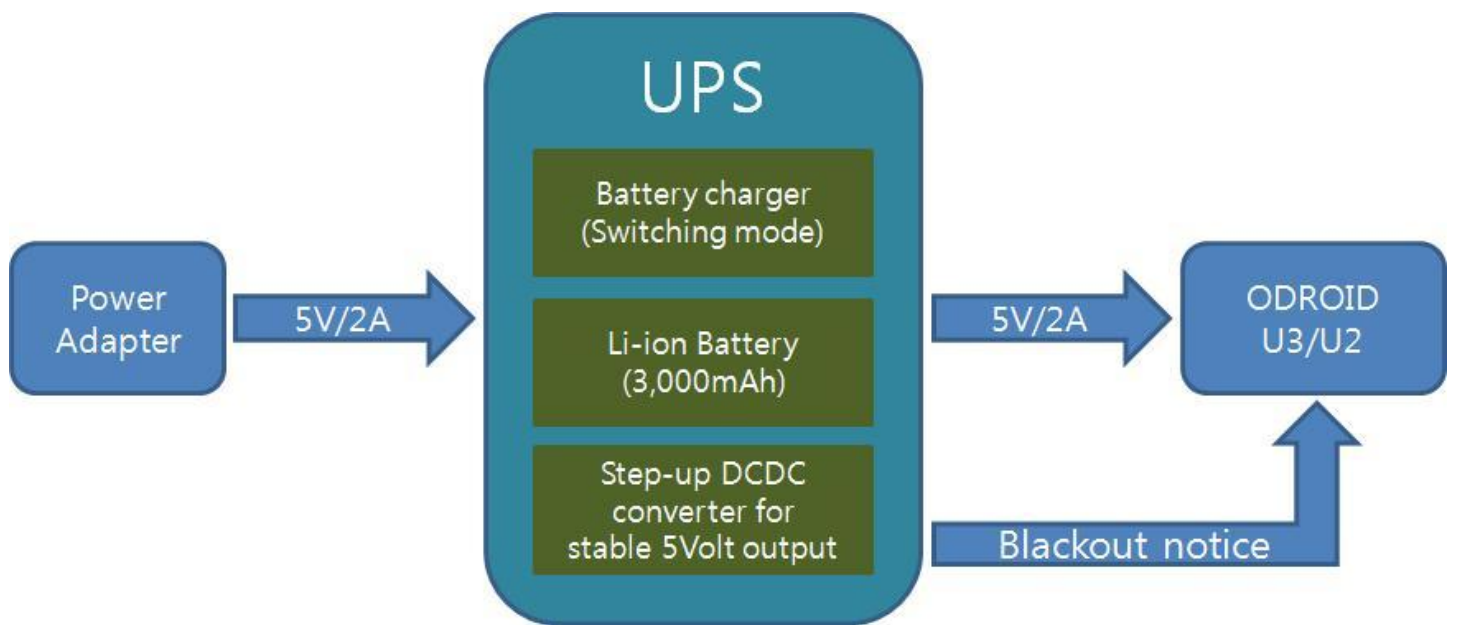 UPS
Battery charger
(Switching mode)
Power
Adapter
5V/2A
Li-ion Battery
(3,000mAh)
5V/2A
ODROID
U3/U2
Step-up DCDC
converter for
stable 5Volt output
Blackout notice